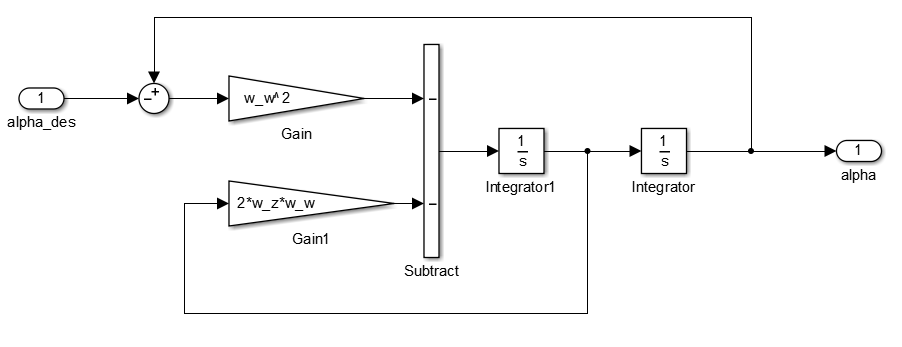 1
alpha_des
+
−
w_w^2
Gain
−
1
s
Integrator1
1
s
Integrator
1
alpha
2*w_z*w_w
Gain1
−
Subtract